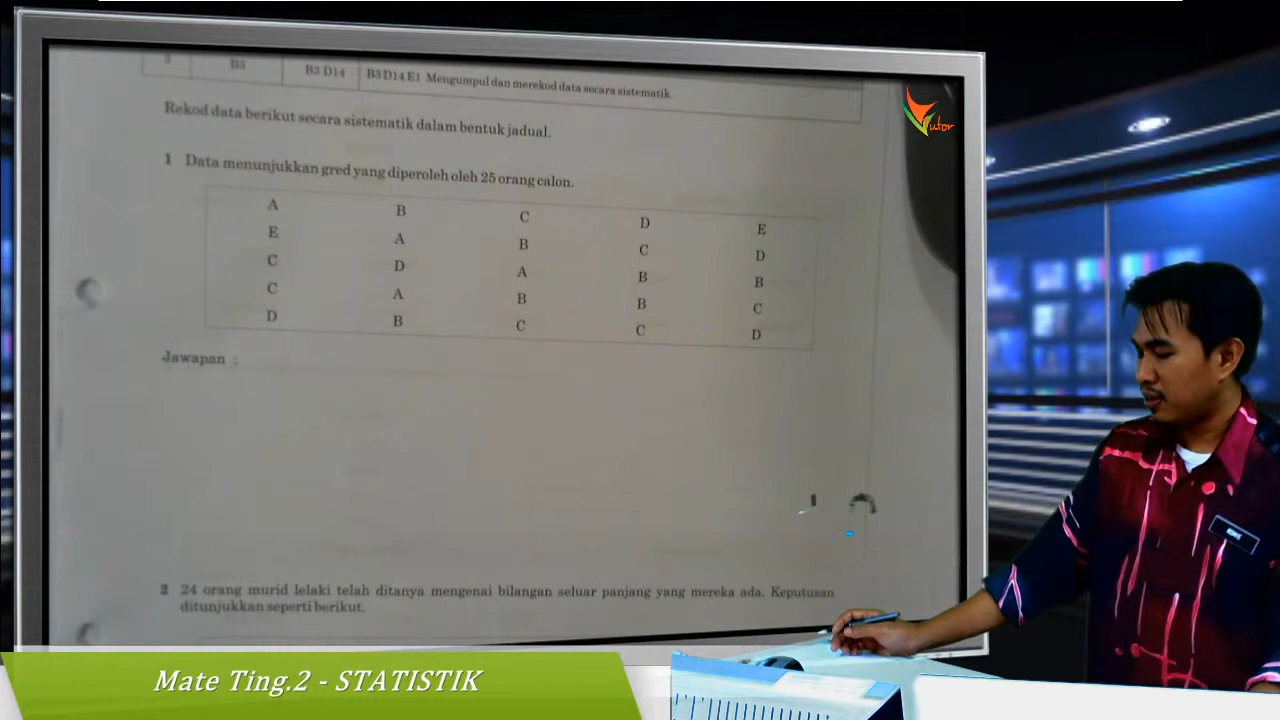 3 B3 B3 D14 B3 D14 E1 Mengumpul dan merekod data secara sistematik.
Rekod data berikut secara sistematik dalam bentuk jadual.
1 Data menunjukkan gred yang diperoleh oleh 25 orang calon.
A B C D E
E A B C D
C D A B B
C A B B C
D B C C D
Jawapan :
2 24 orang murid lelaki telah ditanya mengenai bilangan seluar panjang yang mereka ada. Keputusan
ditunjukkan seperti berikut.
Tutor
Mate Ting.2 - STATISTIK